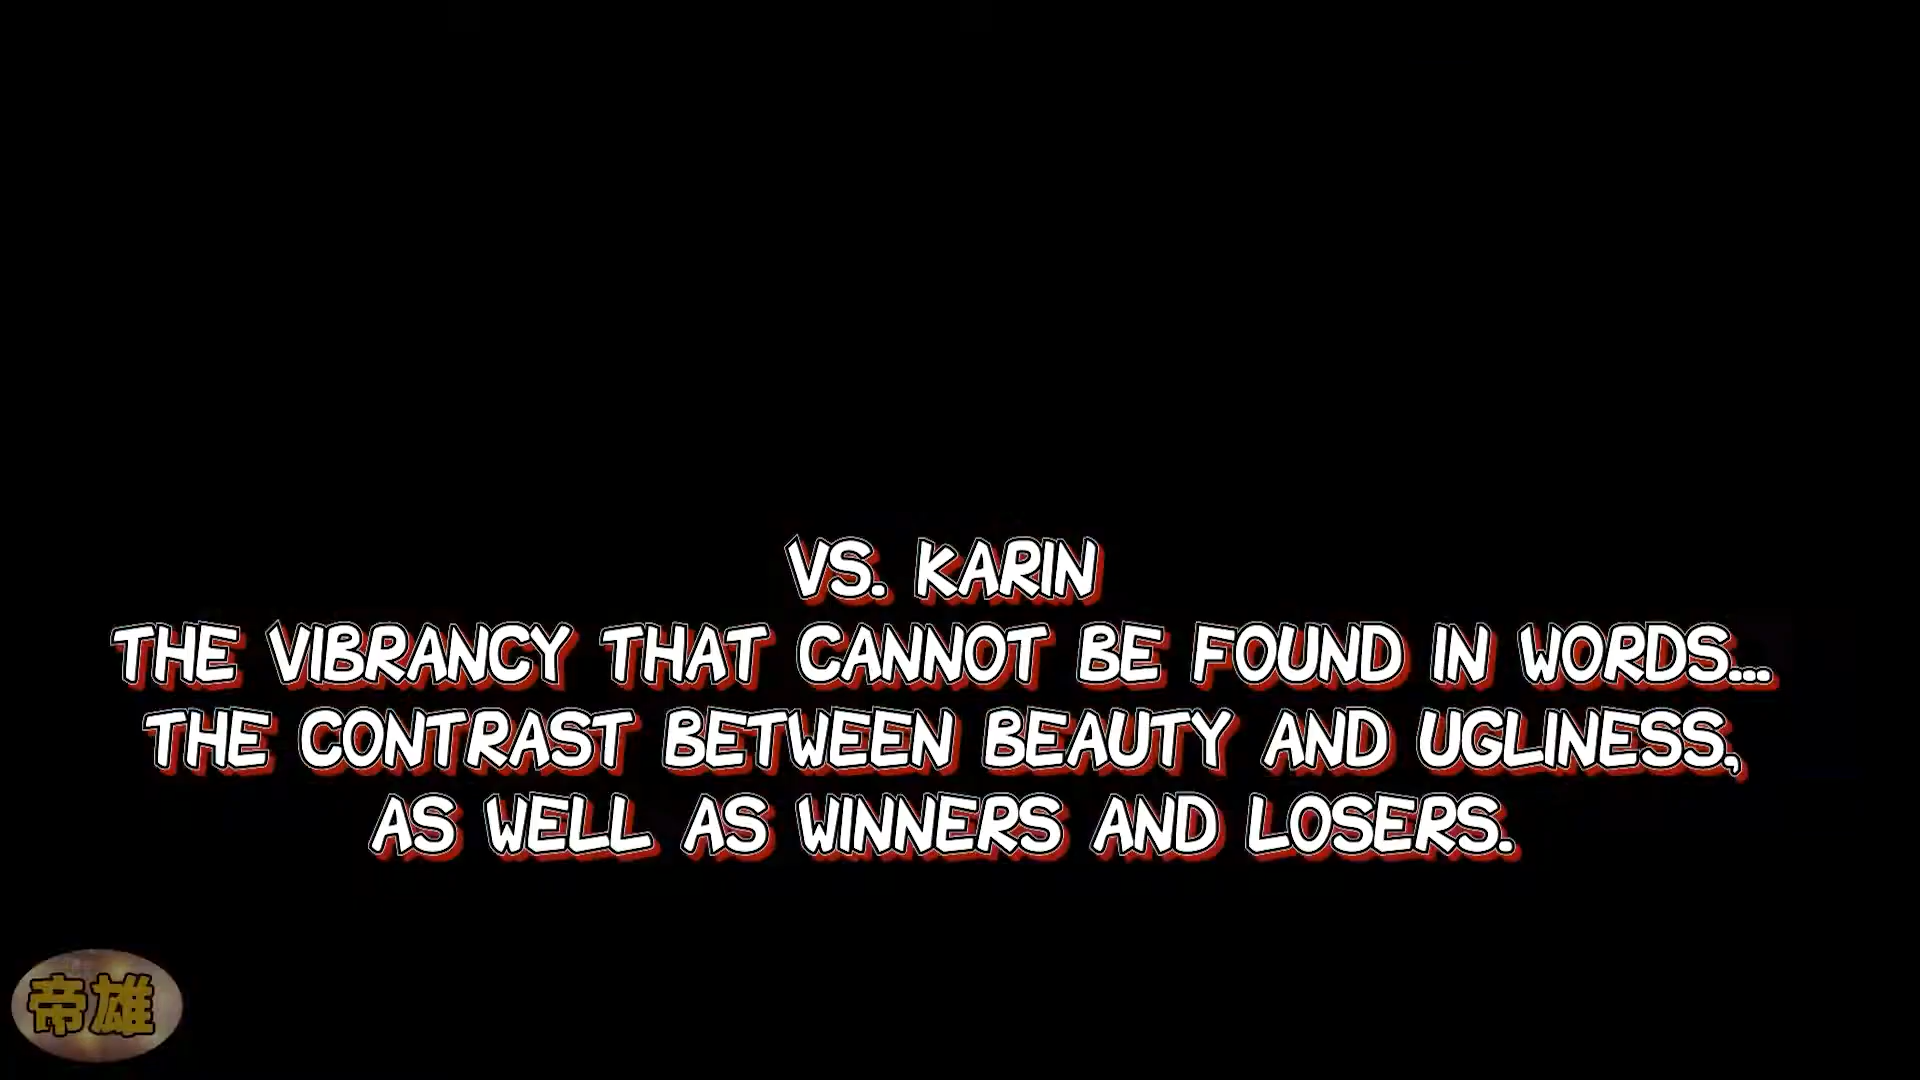 VS. KARIN
THE VIBRANCY THAT CANNOT BE FOUND IN WORDS...
THE CONTRAST BETWEEN BEAUTY AND UGLINESS,
AS WELL AS WINNERS AND LOSERS.
帝雄